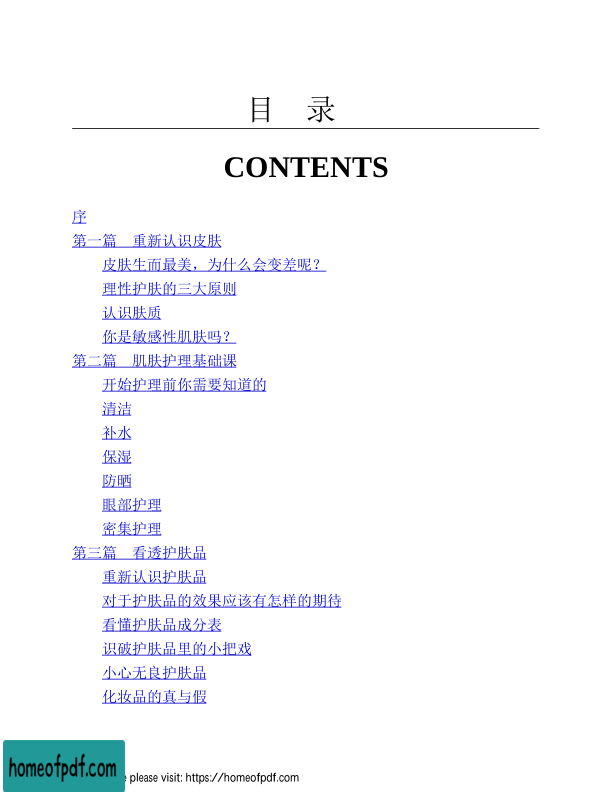 目 录
CONTENTS
序
第一篇 重新认识皮肤
皮肤生而最美，为什么会变差呢？
理性护肤的三大原则
认识肤质
你是敏感性肌肤吗？
第二篇 肌肤护理基础课
开始护理前你需要知道的
清洁
补水
保湿
防晒
眼部护理
密集护理
第三篇 看透护肤品
重新认识护肤品
对于护肤品的效果应该有怎样的期待
看懂护肤品成分表
识破护肤品里的小把戏
小心无良护肤品
化妆品的真与假
homeofpdf.com
please visit: https://homeofpdf.com